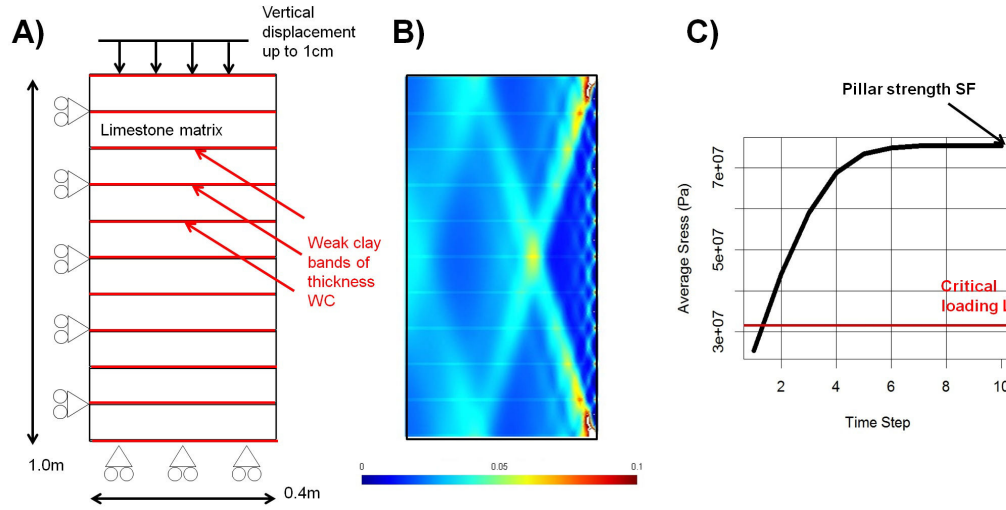 A)
Vertical
displacement
up to 1cm
Limestone matrix
Weak clay
bands of
thickness
WC
1.0m
0.4m
B)
0
0.05
0.1
C)
Pillar strength SF
Average Sress (Pa)
7e+07
5e+07
3e+07
Critical
loading L
2
4
6
8
10
Time Step